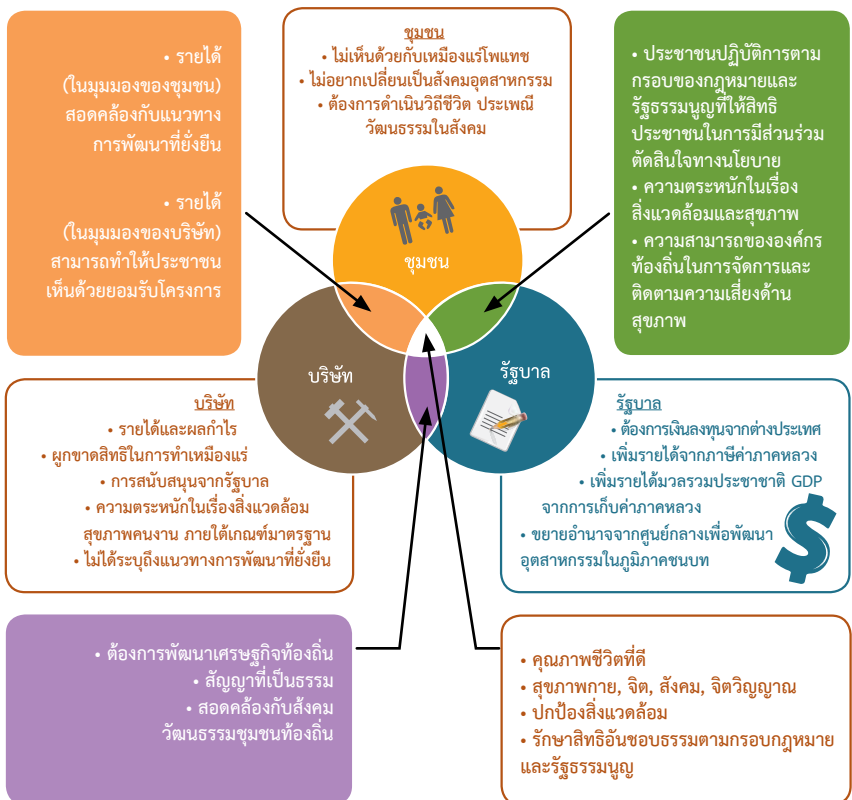 • รายได้
(ในมุมมองของชุมชน)
สอดคล้องกับแนวทาง
การพัฒนาที่ยั่งยืน
• รายได้
(ในมุมมองของบริษัท)
สามารถทำให้ประชาชน
เห็นด้วยยอมรับโครงการ
ชุมชน
• ไม่เห็นด้วยกับเหมืองแร่โพแทช
• ไม่อยากเปลี่ยนเป็นสังคมอุตสาหกรรม
• ต้องการดำเนินวิถีชีวิต ประเพณี
วัฒนธรรมในสังคม
• ประชาชนปฏิบัติการตาม
กรอบของกฎหมายและ
รัฐธรรมนูญที่ให้สิทธิ
ประชาชนในการมีส่วนร่วม
ตัดสินใจทางนโยบาย
• ความตระหนักในเรื่อง
สิ่งแวดล้อมและสุขภาพ
• ความสามารถขององค์กร
ท้องถิ่นในการจัดการและ
ติดตามความเสี่ยงด้าน
สุขภาพ
ชุมชน
บริษัท
รัฐบาล
บริษัท
• รายได้และผลกำไร
• ผูกขาดสิทธิในการทำเหมืองแร่
• การสนับสนุนจากรัฐบาล
• ความตระหนักในเรื่องสิ่งแวดล้อม
สุขภาพคนงาน ภายใต้เกณฑ์มาตรฐาน
• ไม่ได้ระบุถึงแนวทางการพัฒนาที่ยั่งยืน
รัฐบาล
• ต้องการเงินลงทุนจากต่างประเทศ
• เพิ่มรายได้จากภาษีค่าภาคหลวง
• เพิ่มรายได้มวลรวมประชาชาติ GDP
จากการเก็บค่าภาคหลวง
• ขยายอำนาจจากศูนย์กลางเพื่อพัฒนา
อุตสาหกรรมในภูมิภาคชนบท
$
• ต้องการพัฒนาเศรษฐกิจท้องถิ่น
• สัญญาที่เป็นธรรม
• สอดคล้องกับสังคม
วัฒนธรรมชุมชนท้องถิ่น
• คุณภาพชีวิตที่ดี
• สุขภาพกาย, จิต, สังคม, จิตวิญญาณ
• ปกป้องสิ่งแวดล้อม
• รักษาสิทธิอันชอบธรรมตามกรอบกฎหมาย
และรัฐธรรมนูญ